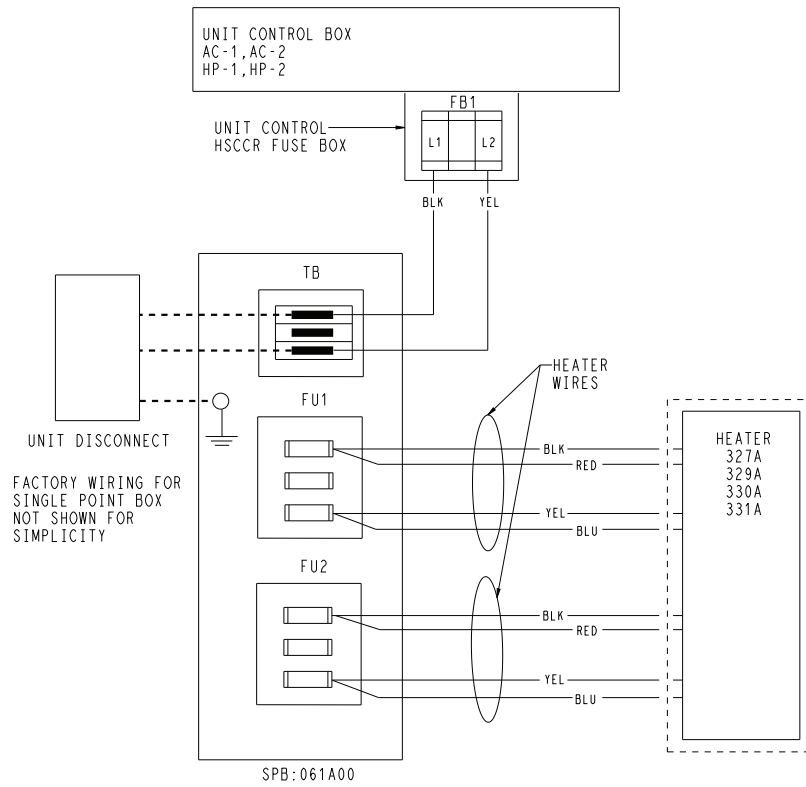 UNIT CONTROL BOX
AC-1,AC-2
HP-1,HP-2
FB1
UNIT CONTROL
HSCCR FUSE BOX
L1
L2
BLK
YEL
TB
HEATER
WIRES
FU1
UNIT DISCONNECT
FACTORY WIRING FOR
SINGLE POINT BOX
NOT SHOWN FOR
SIMPLICITY
BLK
RED
YEL
BLU
HEATER
327A
329A
330A
331A
FU2
BLK
RED
YEL
BLU
SPB:061A00